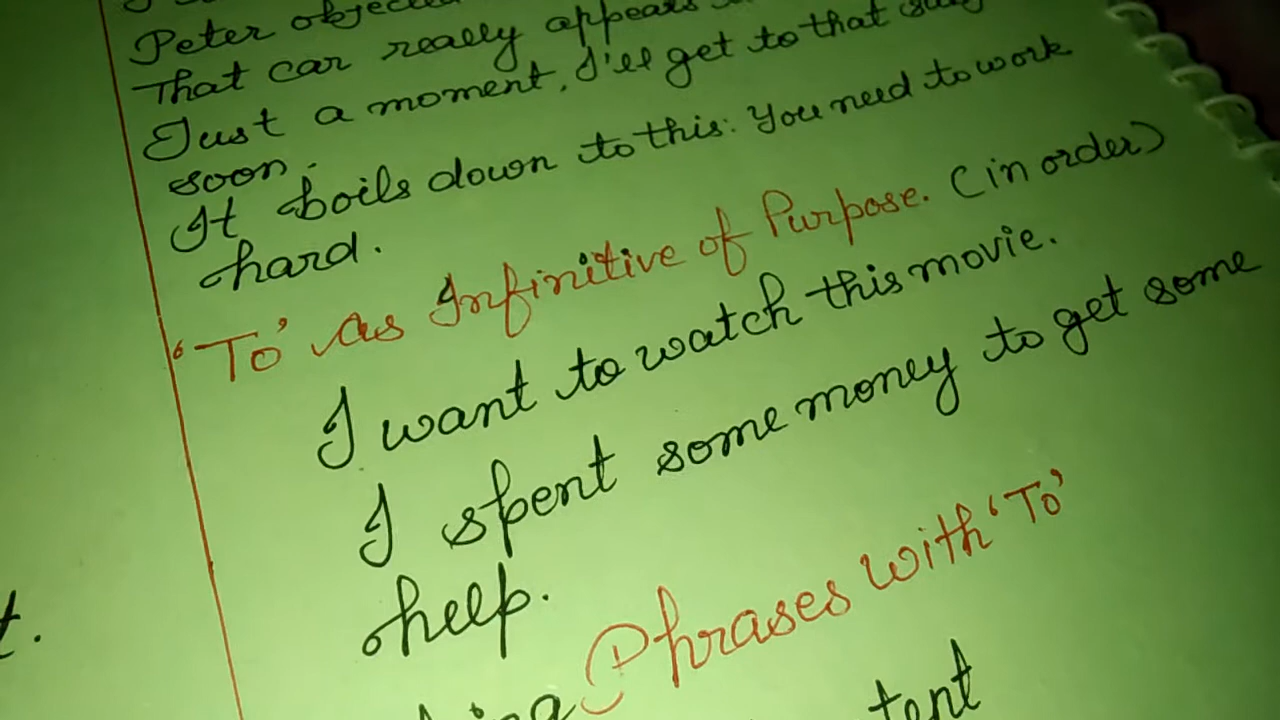 Peter
That car really appears
Just a moment, I'll get to that
soon.
It boils down to this: You need to work
hard.
'To' as Infinitive of Purpose. (in order)
I want to watch this movie.
I spent some money to get some
help.
Phrases with 'To'